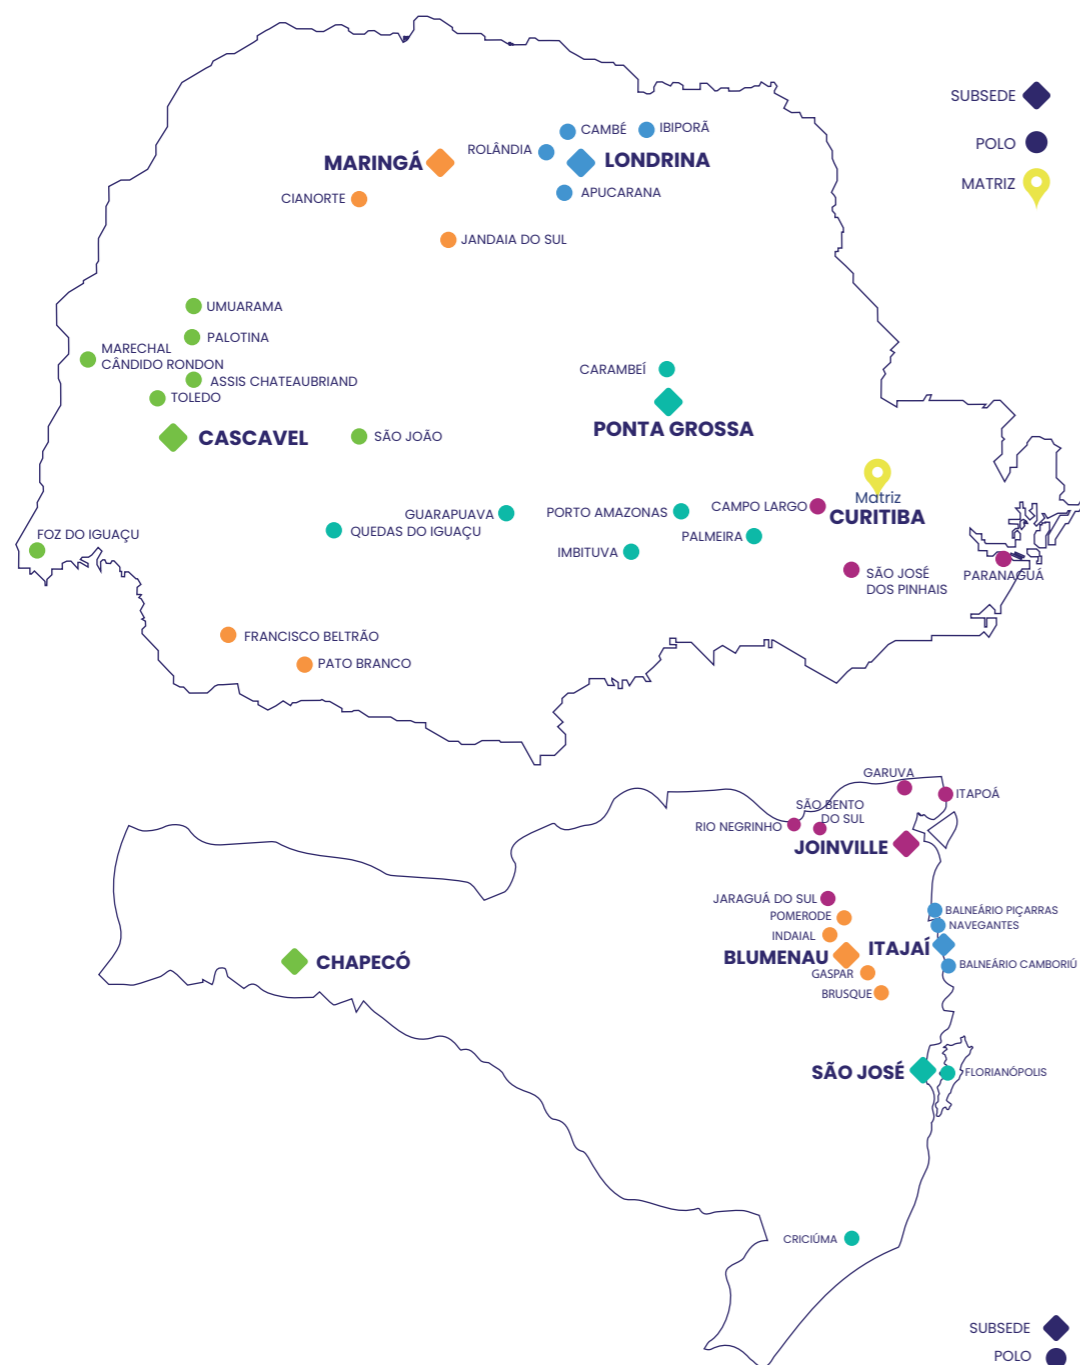 SUBSEDE
POLO
MATRIZ
CAMBÉ
IBIPORÃ
ROLÂNDIA
MARINGÁ
LONDRINA
CIANORTE
APUCARANA
JANDAIA DO SUL
UMUARAMA
PALOTINA
MARECHAL
CÂNDIDO RONDON
CARAMBEÍ
ASSIS CHATEAUBRIAND
TOLEDO
PONTA GROSSA
CASCAVEL
SÃO JOÃO
Matriz
CURITIBA
CAMPO LARGO
GUARAPUAVA
PORTO AMAZONAS
QUEDAS DO IGUAÇU
FOZ DO IGUAÇU
PALMEIRA
IMBITUVA
SÃO JOSÉ
DOS PINHAIS
PARANAGUÁ
FRANCISCO BELTRÃO
PATO BRANCO
GARUVA
ITAPOÁ
SÃO BENTO
DO SUL
RIO NEGRINHO
JOINVILLE
JARAGUÁ DO SUL
BALNEÁRIO PIÇARRAS
POMERODE
NAVEGANTES
INDAIAL
ITAJAÍ
BLUMENAU
CHAPECÓ
BALNEÁRIO CAMBORIÚ
GASPAR
BRUSQUE
SÃO JOSÉ
FLORIANÓPOLIS
CRICIÚMA
SUBSEDE
POLO